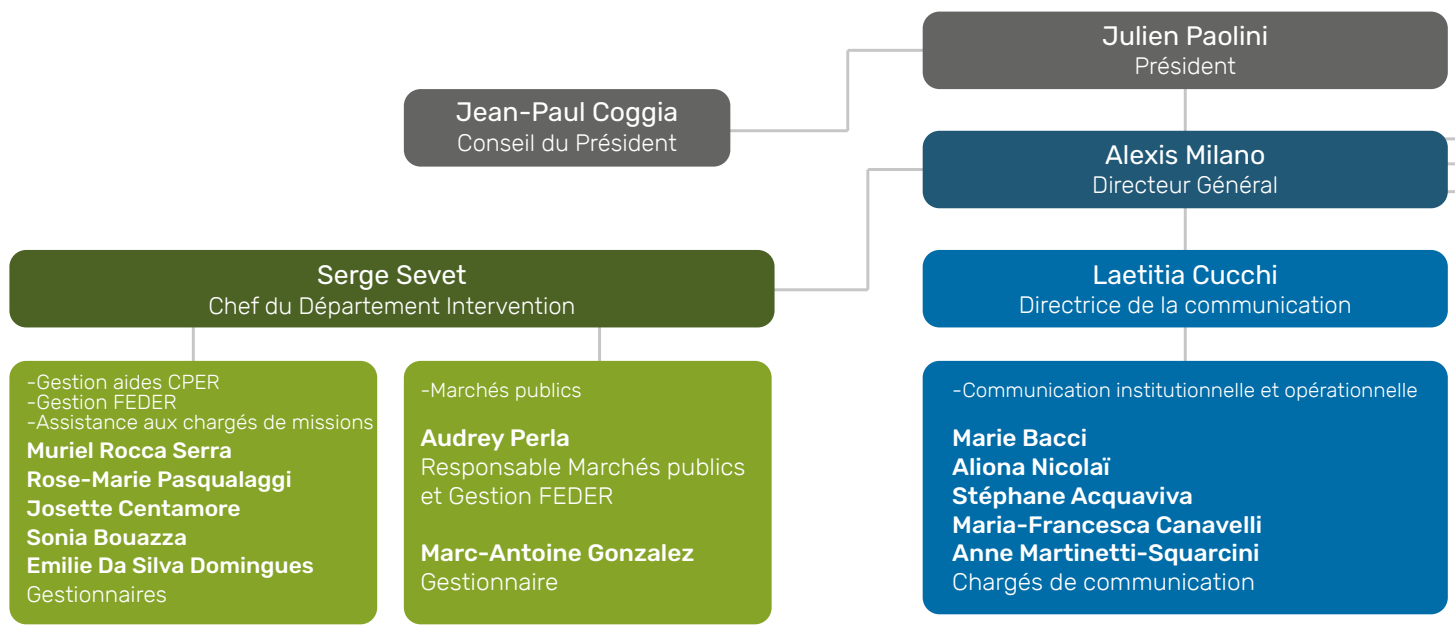 Julien Paolini
Président
Jean-Paul Coggia
Conseil du Président
Alexis Milano
Directeur Général
Serge Sevet
Chef du Département Intervention
Laetitia Cucchi
Directrice de la communication
-Gestion aides CPER
-Gestion FEDER
-Assistance aux chargés de missions
Muriel Rocca Serra
Rose-Marie Pasqualaggi
Josette Centamore
Sonia Bouazza
Emilie Da Silva Domingues
Gestionnaires
-Marchés publics
Audrey Perla
Responsable Marchés publics
et Gestion FEDER
Marc-Antoine Gonzalez
Gestionnaire
-Communication institutionnelle et opérationnelle
Marie Bacci
Aliona Nicolaï
Stéphane Acquaviva
Maria-Francesca Canavelli
Anne Martinetti-Squarcini
Chargés de communication